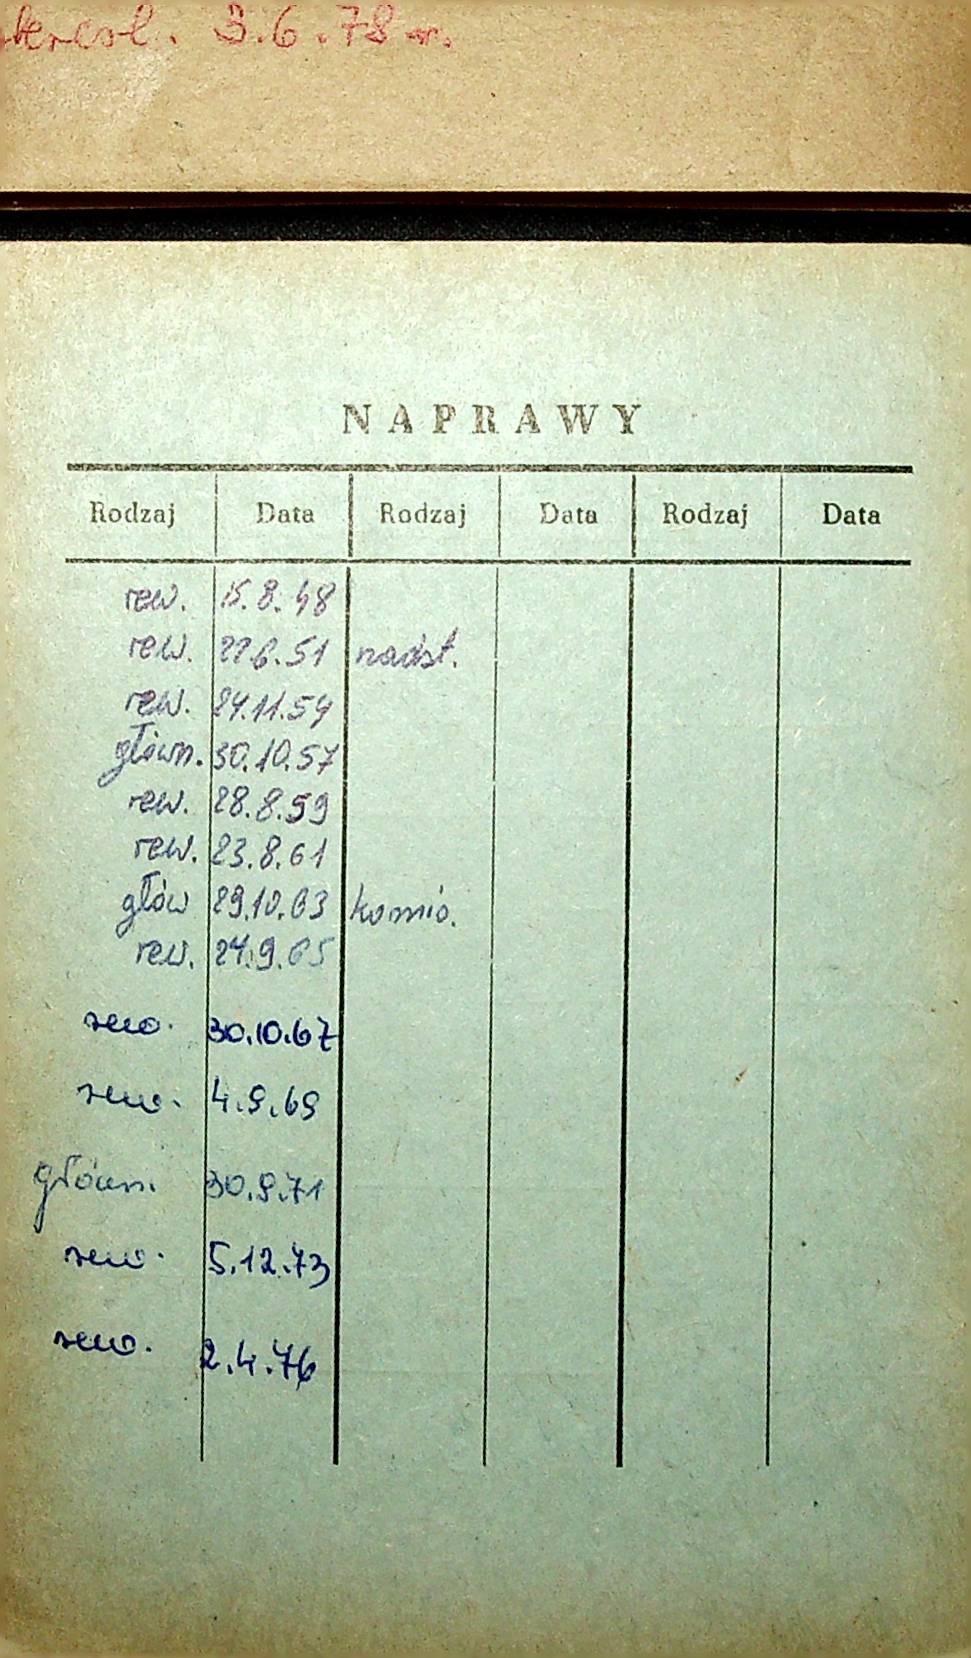 3.6.78 r.
NAPRAWY
Rodzaj Data Rodzaj Data Rodzaj Data
rew. 15.8.48
rew. 22.6.51 nadst.
rew. 24.11.54
główn. 30.10.57
rew. 28.8.59
rew. 23.8.61
głów 29.10.63
rew. 24.9.65
rew. 30.10.67
rew. 4.9.69
główn. 30.9.71
rew. 5.12.73
rew. 2.4.76